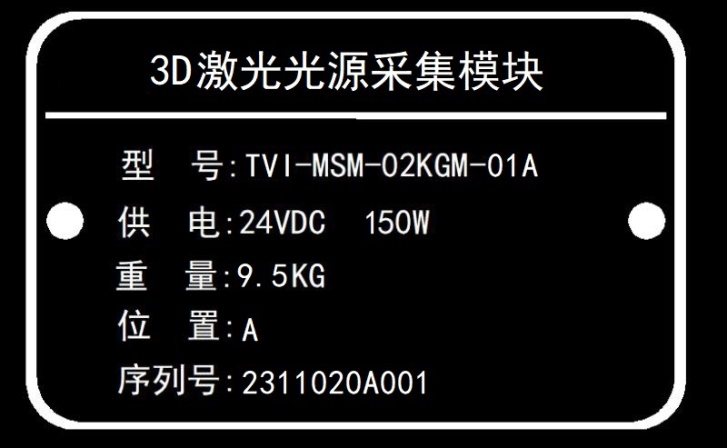 3D激光光源采集模块
型 号:TVI-MSM-02KGM-01A
供 电:24VDC 150W
重 量:9.5KG
位 置:A
序列号:2311020A001